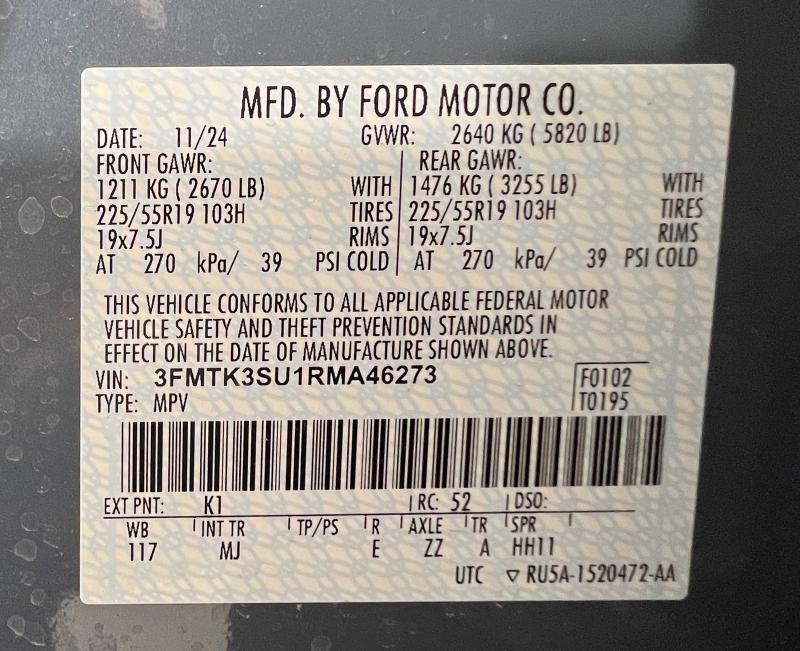 MFD. BY FORD MOTOR CO.
DATE: 11/24 GVWR: 2640 KG ( 5820 LB)
FRONT GAWR: REAR GAWR:
1211 KG ( 2670 LB) WITH 1476 KG ( 3255 LB) WITH
225/55R19 103H TIRES 225/55R19 103H TIRES
19x7.5J RIMS 19x7.5J RIMS
AT 270 kPa/ 39 PSI COLD AT 270 kPa/ 39 PSI COLD
THIS VEHICLE CONFORMS TO ALL APPLICABLE FEDERAL MOTOR
VEHICLE SAFETY AND THEFT PREVENTION STANDARDS IN
EFFECT ON THE DATE OF MANUFACTURE SHOWN ABOVE.
VIN: 3FMTK3SU1RMA46273 F0102
TYPE: MPV T0195
EXT PNT: K1 RC: 52 DSO:
WB INT TR TP/PS R AXLE TR SPR
117 MJ E ZZ A HH11
UTC ▽ RU5A-1520472-AA